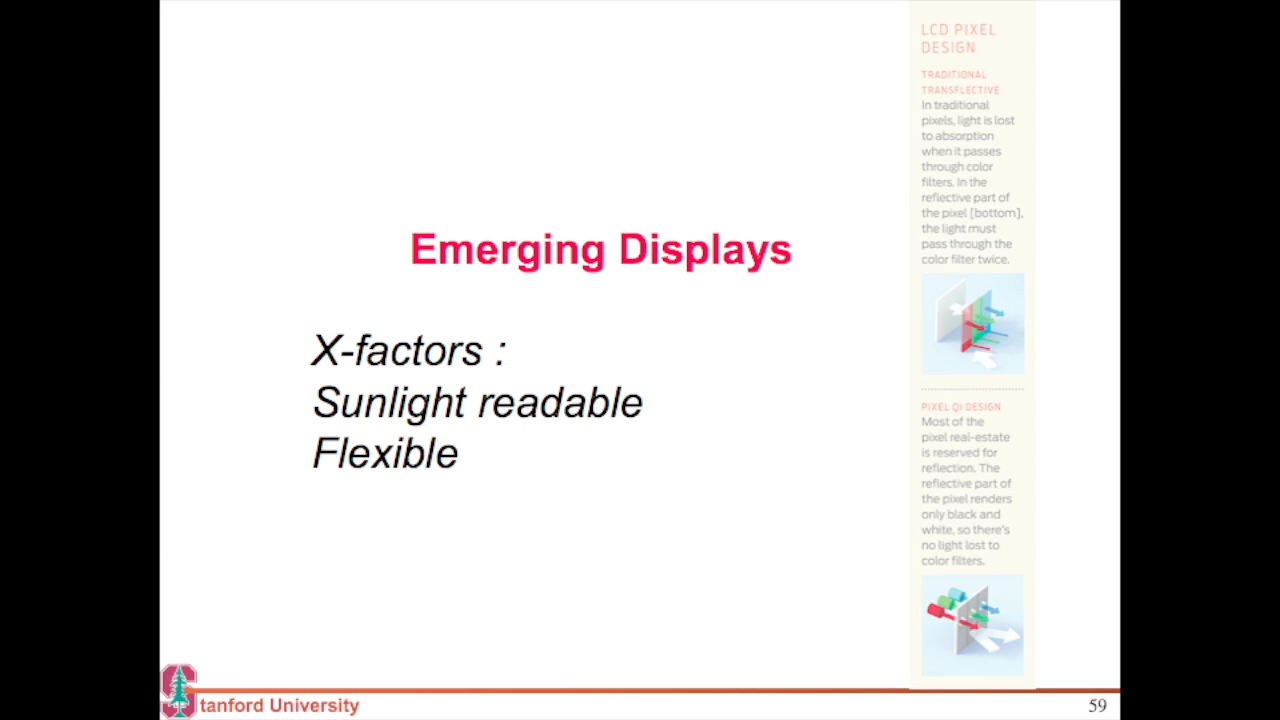 Emerging Displays
X-factors :
Sunlight readable
Flexible
LCD PIXEL
DESIGN
TRADITIONAL
TRANSFLECTIVE
In traditional
pixels, light is lost
to absorption
when it passes
through color
filters. In the
reflective part of
the pixel [bottom],
the light must
pass through the
color filter twice.
PIXEL QI DESIGN
Most of the
pixel real-estate
is reserved for
reflection. The
reflective part of
the pixel renders
only black and
white, so there's
no light lost to
color filters.
Stanford University
59